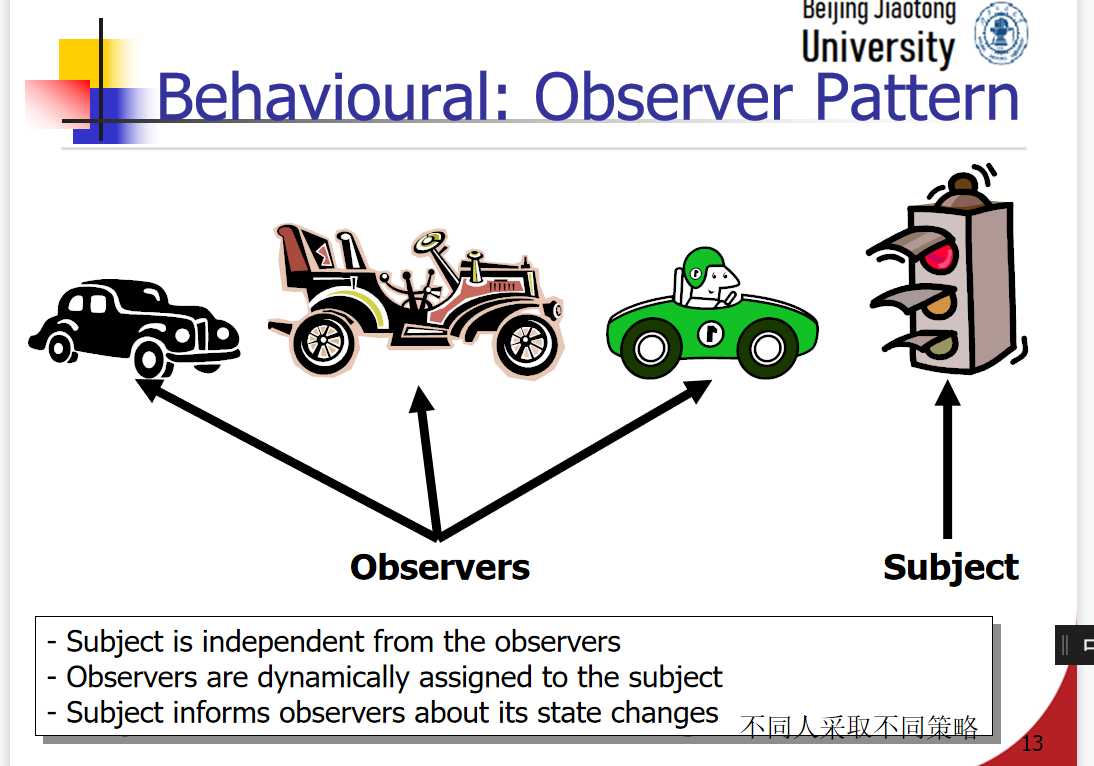 Beijing Jiaotong
University
Behavioural: Observer Pattern
1
1
Observers
Subject
- Subject is independent from the observers
- Observers are dynamically assigned to the subject
- Subject informs observers about its state changes
不同人采取不同策略
13